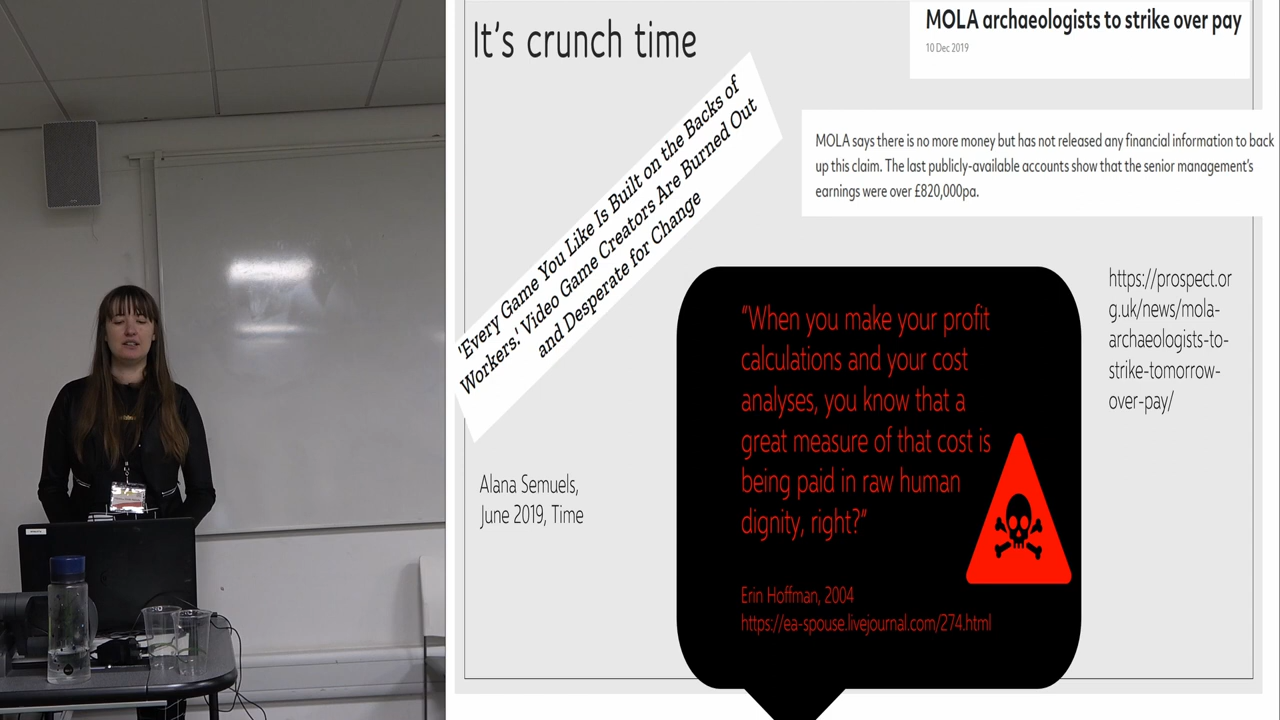 It's crunch time
MOLA archaeologists to strike over pay
10 Dec 2019
'Every Game You Like Is Built on the Backs of
Workers.' Video Game Creators Are Burned Out
and Desperate for Change
MOLA says there is no more money but has not released any financial information to back
up this claim. The last publicly-available accounts show that the senior management's
earnings were over £820,000pa.
https://prospect.or
g.uk/news/mola-
archaeologists-to-
strike-tomorrow-
over-pay/
"When you make your profit
calculations and your cost
analyses, you know that a
great measure of that cost is
being paid in raw human
dignity, right?"
Erin Hoffman, 2004
https://ea-spouse.livejournal.com/274.html
Alana Semuels,
June 2019, Time